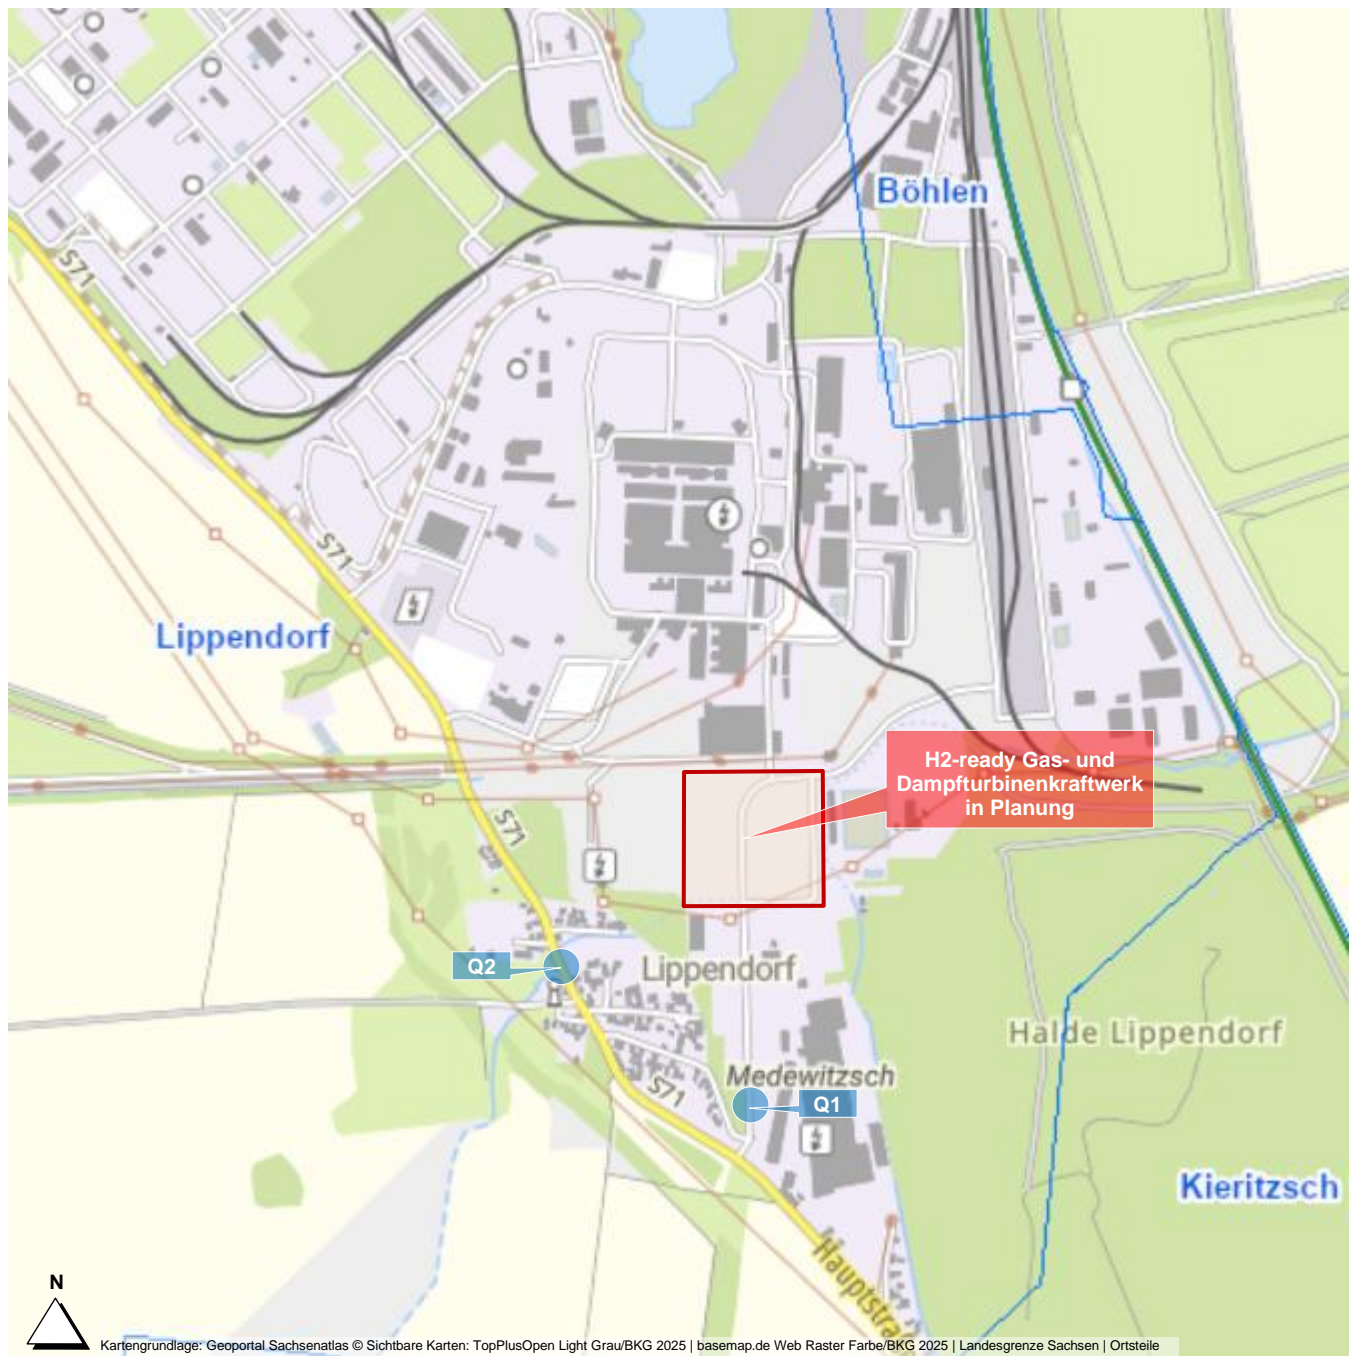 Böhlen
S71
S71
Lippendorf
H2-ready Gas- und
Dampfturbinenkraftwerk
in Planung
S71
Q2
Lippendorf
Halde Lippendorf
Medewitzsch
S71
Q1
Kieritzsch
N
Kartengrundlage: Geoportal Sachsenatlas © Sichtbare Karten: TopPlusOpen Light Grau/BKG 2025 | basemap.de Web Raster Farbe/BKG 2025 | Landesgrenze Sachsen | Ortsteile